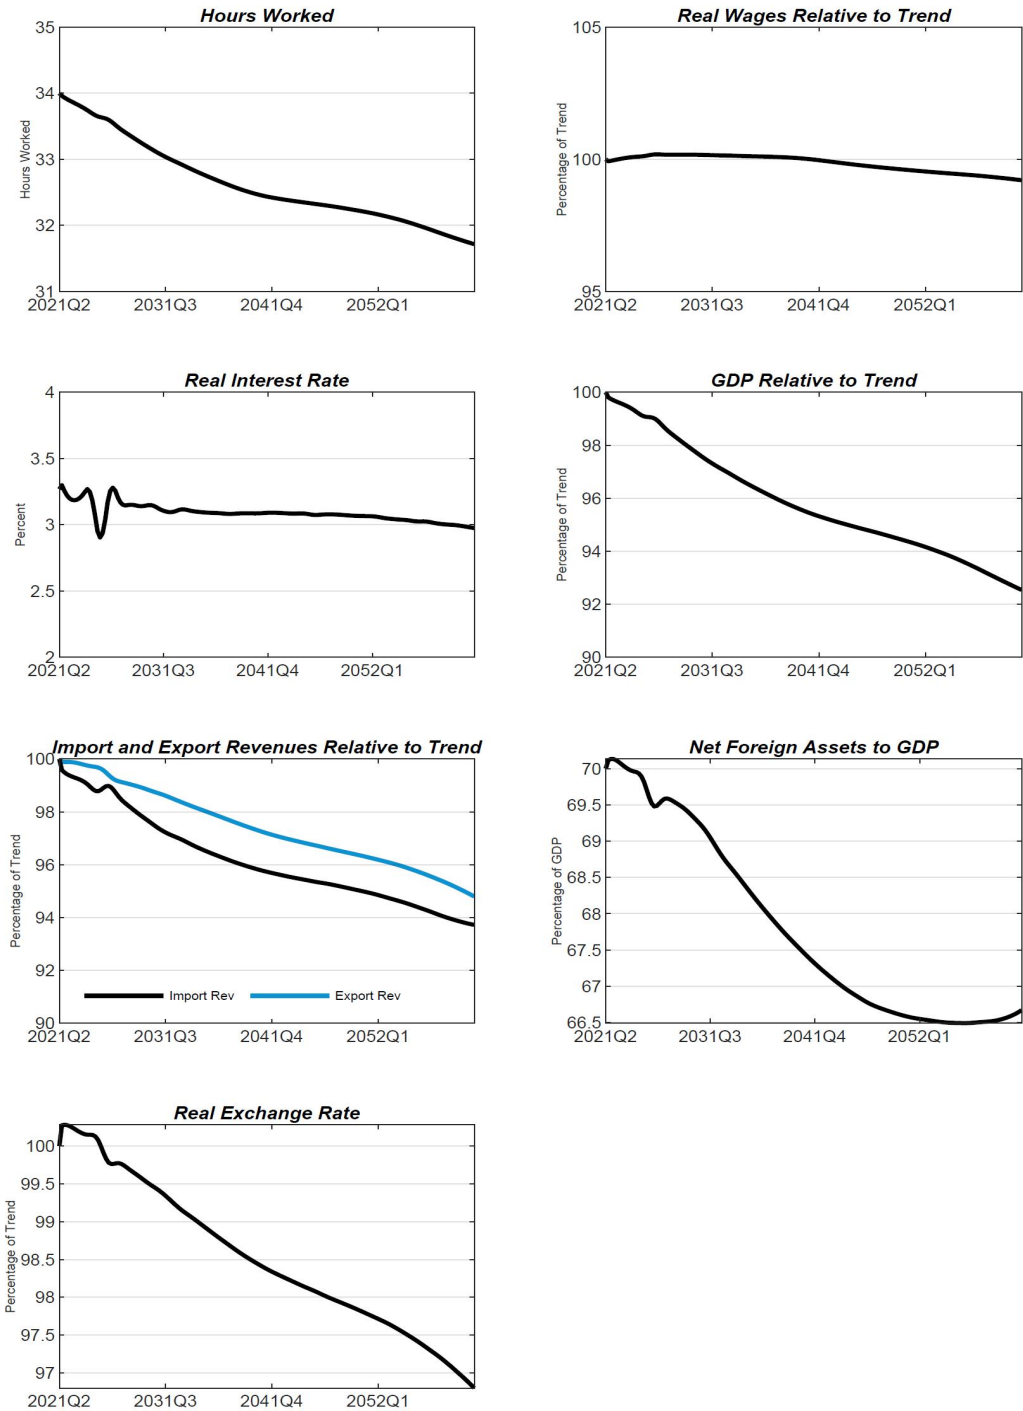 Hours Worked
35
34
33
32
31
Hours Worked
2021Q2 2031Q3 2041Q4 2052Q1
Real Wages Relative to Trend
105
100
95
Percentage of Trend
2021Q2 2031Q3 2041Q4 2052Q1
Real Interest Rate
4
3.5
3
2.5
2
Percent
2021Q2 2031Q3 2041Q4 2052Q1
GDP Relative to Trend
100
98
96
94
92
90
Percentage of Trend
2021Q2 2031Q3 2041Q4 2052Q1
Import and Export Revenues Relative to Trend
100
98
96
94
92
90
Percentage of Trend
Import Rev Export Rev
2021Q2 2031Q3 2041Q4 2052Q1
Net Foreign Assets to GDP
70
69.5
69
68.5
68
67.5
67
66.5
Percentage of GDP
2021Q2 2031Q3 2041Q4 2052Q1
Real Exchange Rate
100
99.5
99
98.5
98
97.5
97
Percentage of Trend
2021Q2 2031Q3 2041Q4 2052Q1